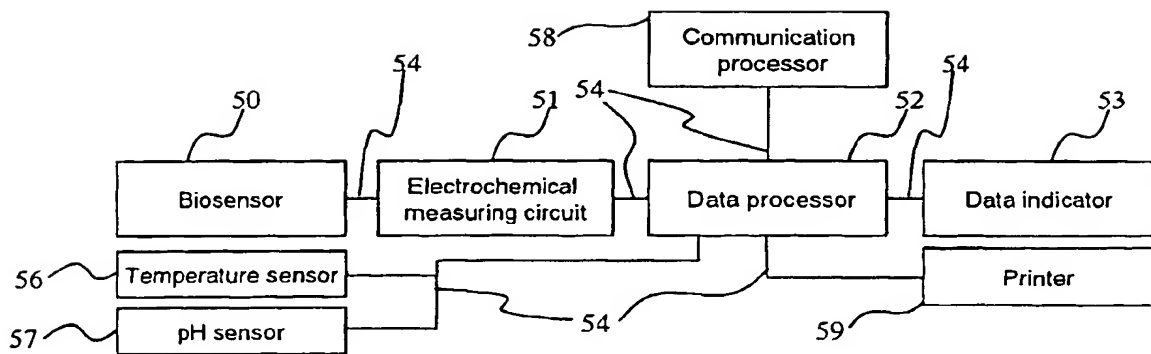 58
Communication
processor
54
50
51
54
52
54
53
Biosensor
Electrochemical
measuring circuit
Data processor
Data indicator
56
Temperature sensor
Printer
57
pH sensor
54
59